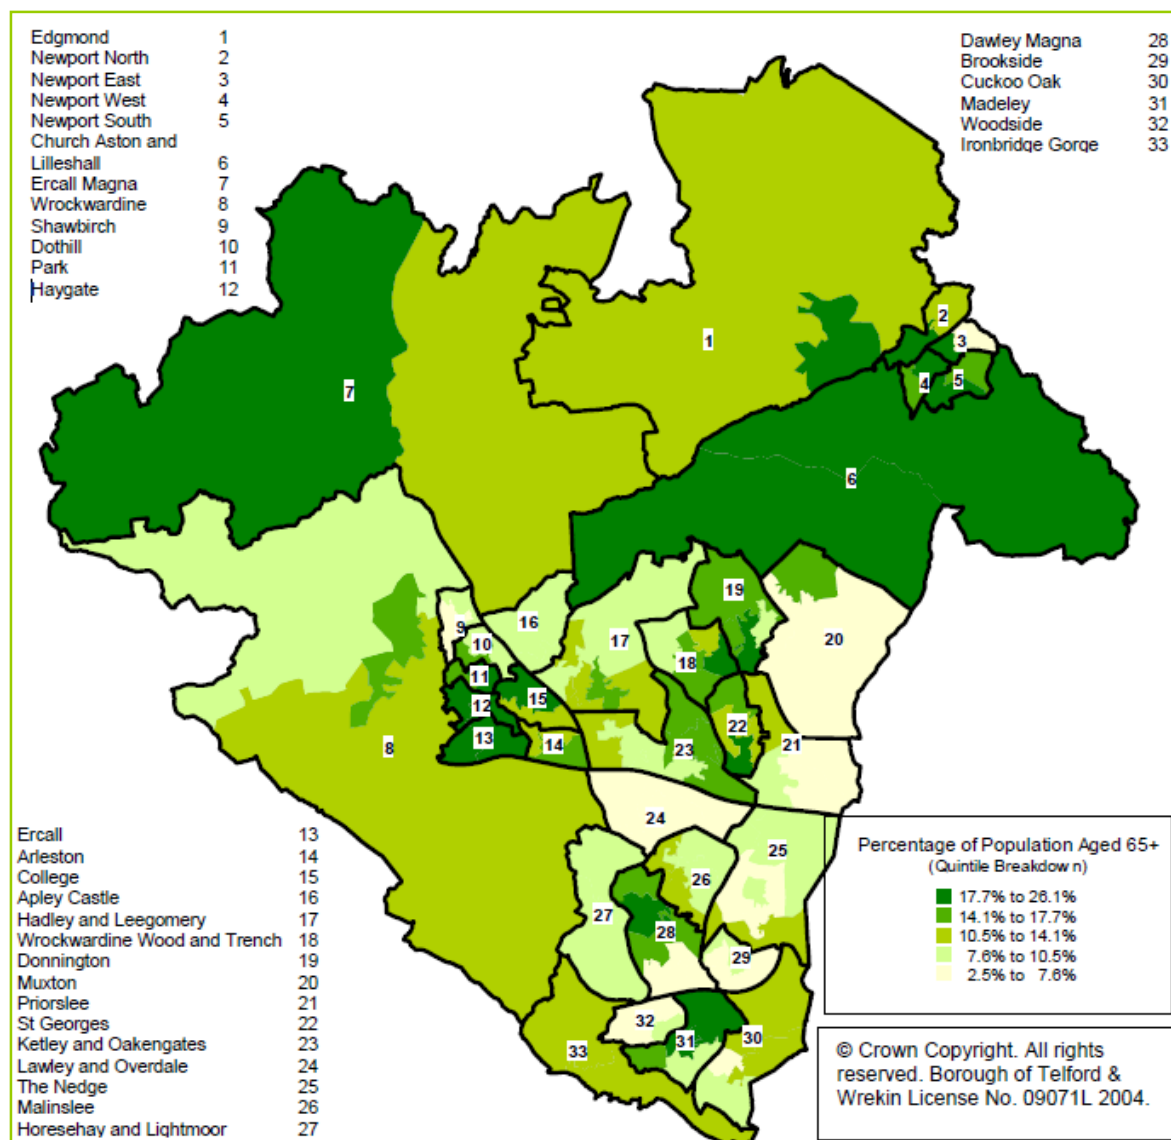 Edgmond 1
Newport North 2
Newport East 3
Newport West 4
Newport South 5
Church Aston and
Lilleshall 6
Ercall Magna 7
Wrockwardine 8
Shawbirch 9
Dothill 10
Park 11
Haygate 12
Dawley Magna 28
Brookside 29
Cuckoo Oak 30
Madeley 31
Woodside 32
Ironbridge Gorge 33
2
3
1
4
5
7
6
19
9
16
20
10
17
18
11
15
12
22
13
14
23
21
8
24
25
26
27
28
29
32
31
30
33
Ercall 13
Arleston 14
College 15
Apley Castle 16
Hadley and Leegomery 17
Wrockwardine Wood and Trench 18
Donnington 19
Muxton 20
Priorslee 21
St Georges 22
Ketley and Oakengates 23
Lawley and Overdale 24
The Nedge 25
Malinslee 26
Horesehay and Lightmoor 27
Percentage of Population Aged 65+
(Quintile Breakdown)
17.7% to 26.1%
14.1% to 17.7%
10.5% to 14.1%
7.6% to 10.5%
2.5% to 7.6%
© Crown Copyright. All rights
reserved. Borough of Telford &
Wrekin License No. 09071L 2004.